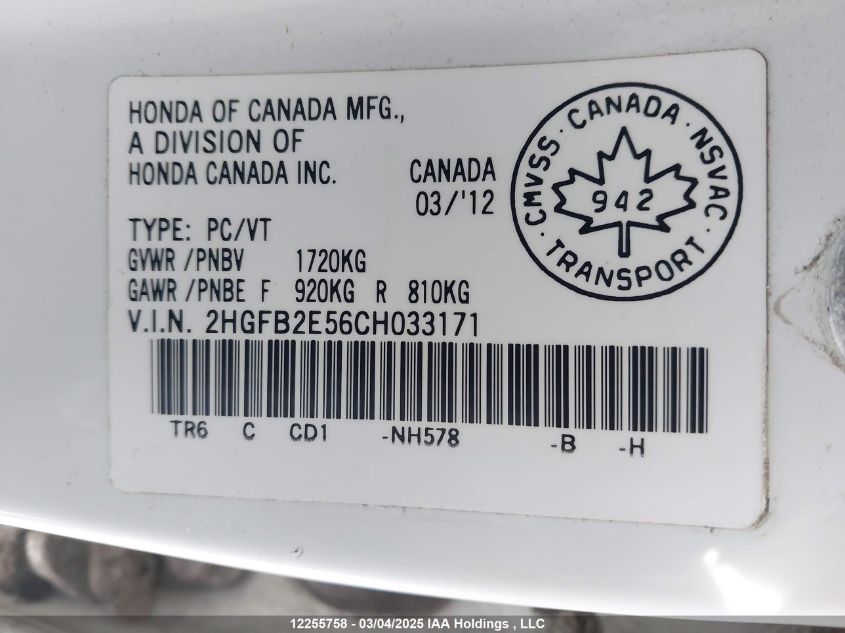 HONDA OF CANADA MFG.,
A DIVISION OF
HONDA CANADA INC.
CANADA
03/'12
TYPE: PC/VT
GVWR /PNBV 1720KG
GAWR /PNBE F 920KG R 810KG
V.I.N. 2HGFB2E56CH033171
TR6 C CD1 -NH578 -B -H
CMVSS · CANADA · NSVAC
942
· TRANSPORT ·
12255758 - 03/04/2025 IAA Holdings , LLC